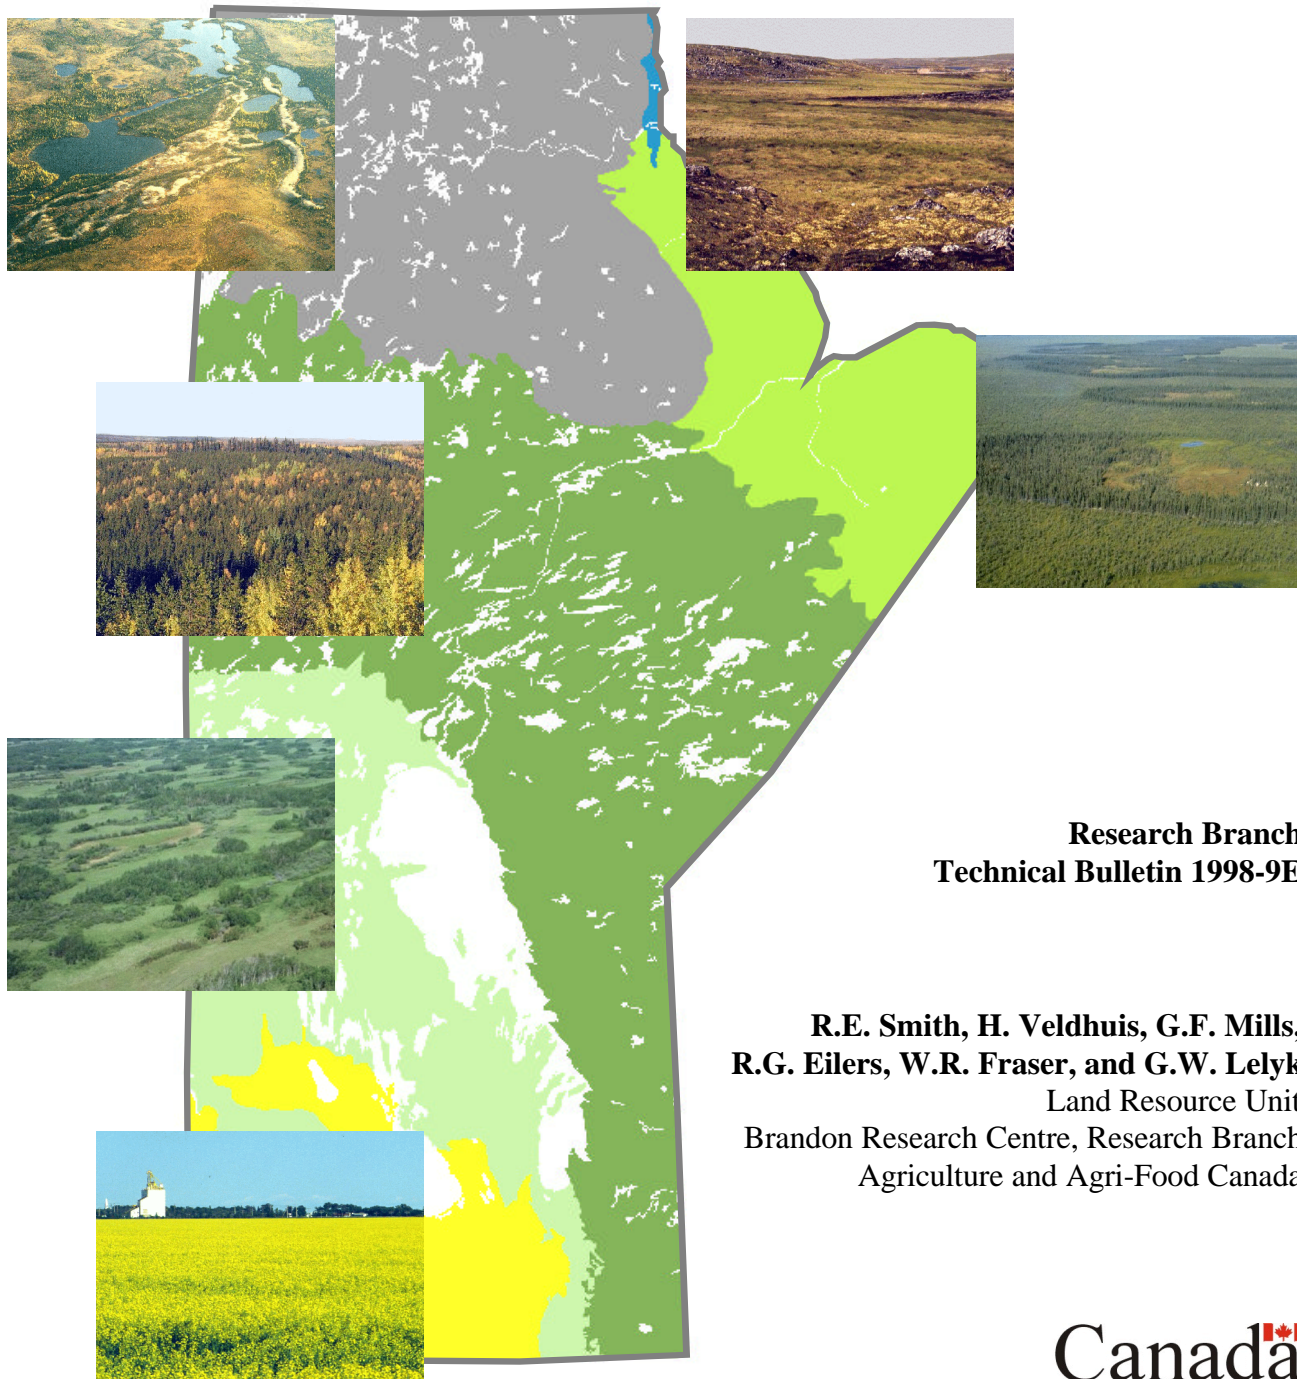 Research Branch
Technical Bulletin 1998-9E
R.E. Smith, H. Veldhuis, G.F. Mills,
R.G. Eilers, W.R. Fraser, and G.W. Lelyk
Land Resource Unit
Brandon Research Centre, Research Branch
Agriculture and Agri-Food Canada
Canada